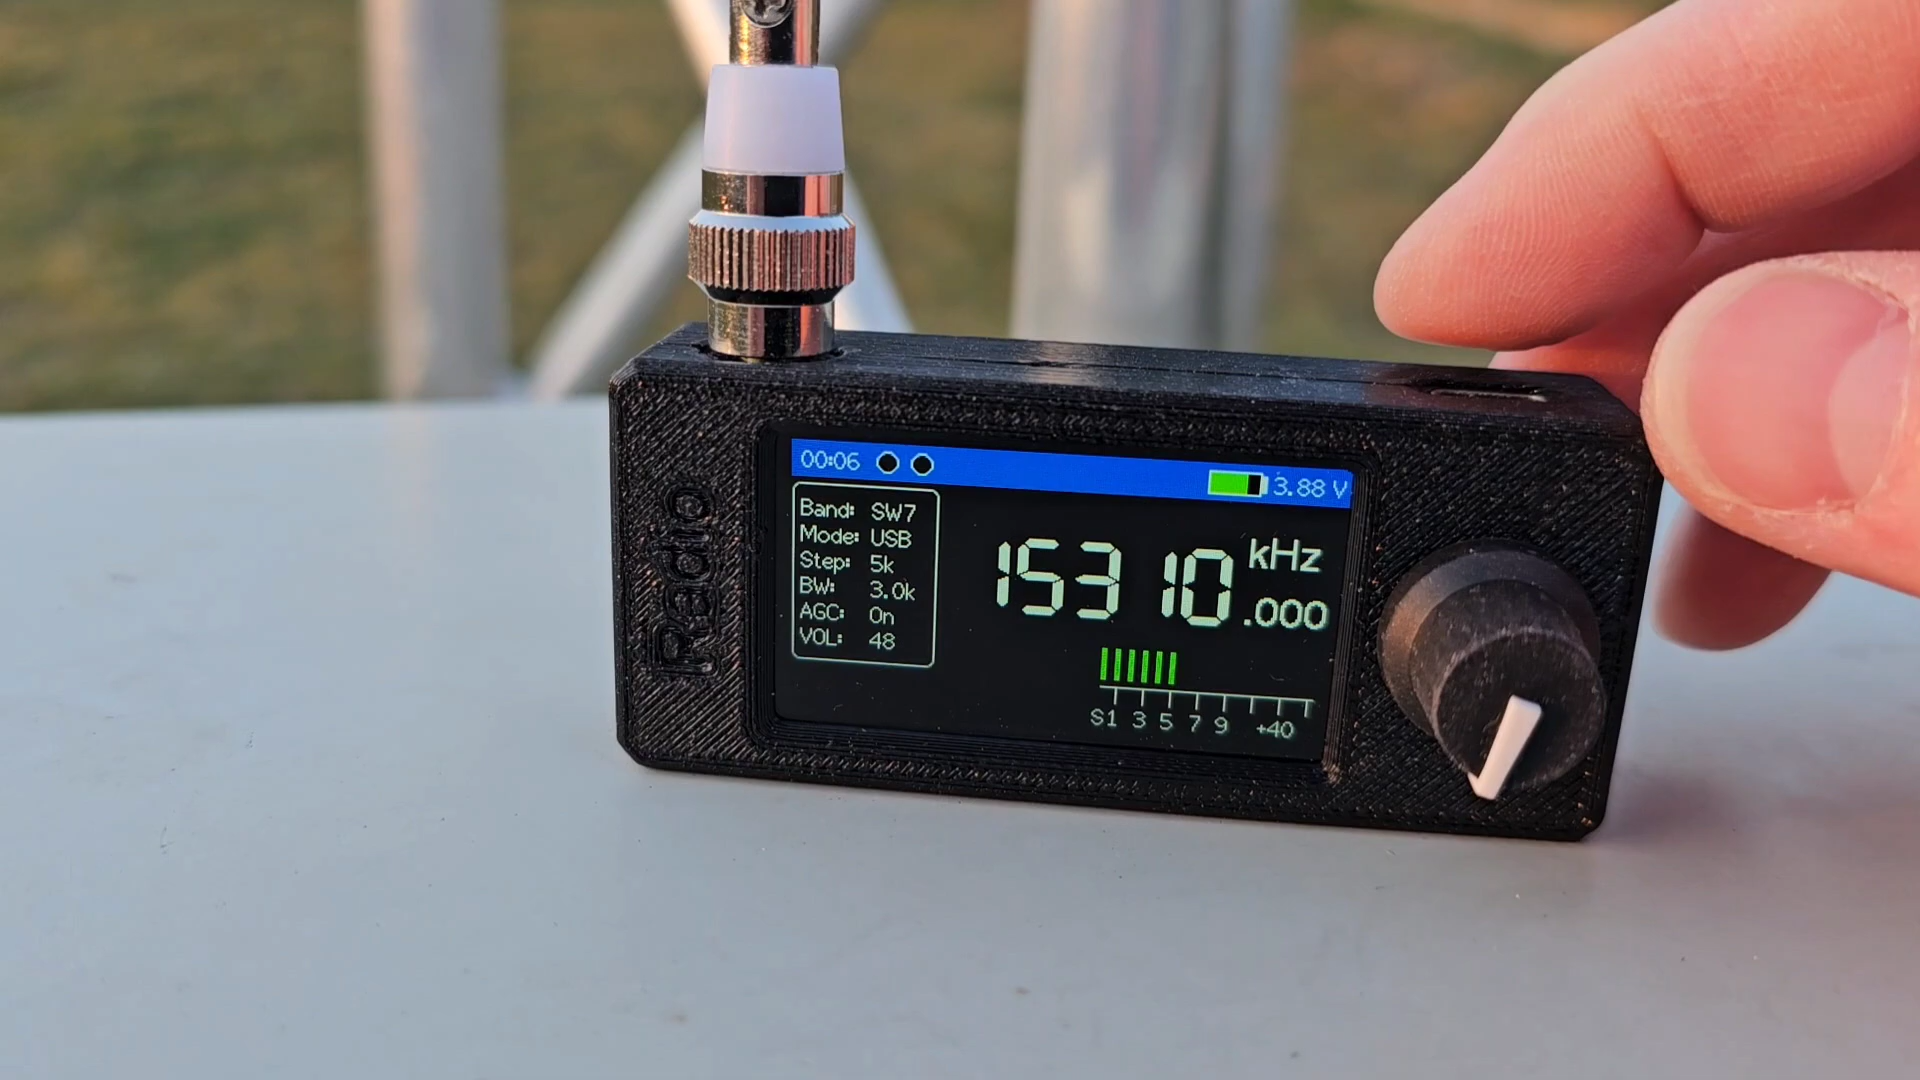 Radio
00:06
3.88 V
Band: SW7
Mode: USB
Step: 5k
BW: 3.0k
AGC: On
VOL: 48
15310.000 kHz
S1 3 5 7 9 +40